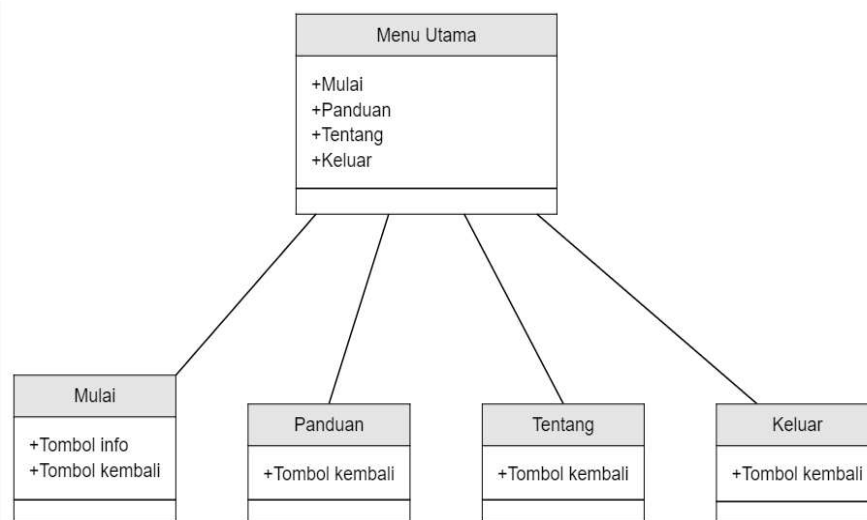 Menu Utama
+Mulai
+Panduan
+Tentang
+Keluar
Mulai
+Tombol info
+Tombol kembali
Panduan
+Tombol kembali
Tentang
+Tombol kembali
Keluar
+Tombol kembali